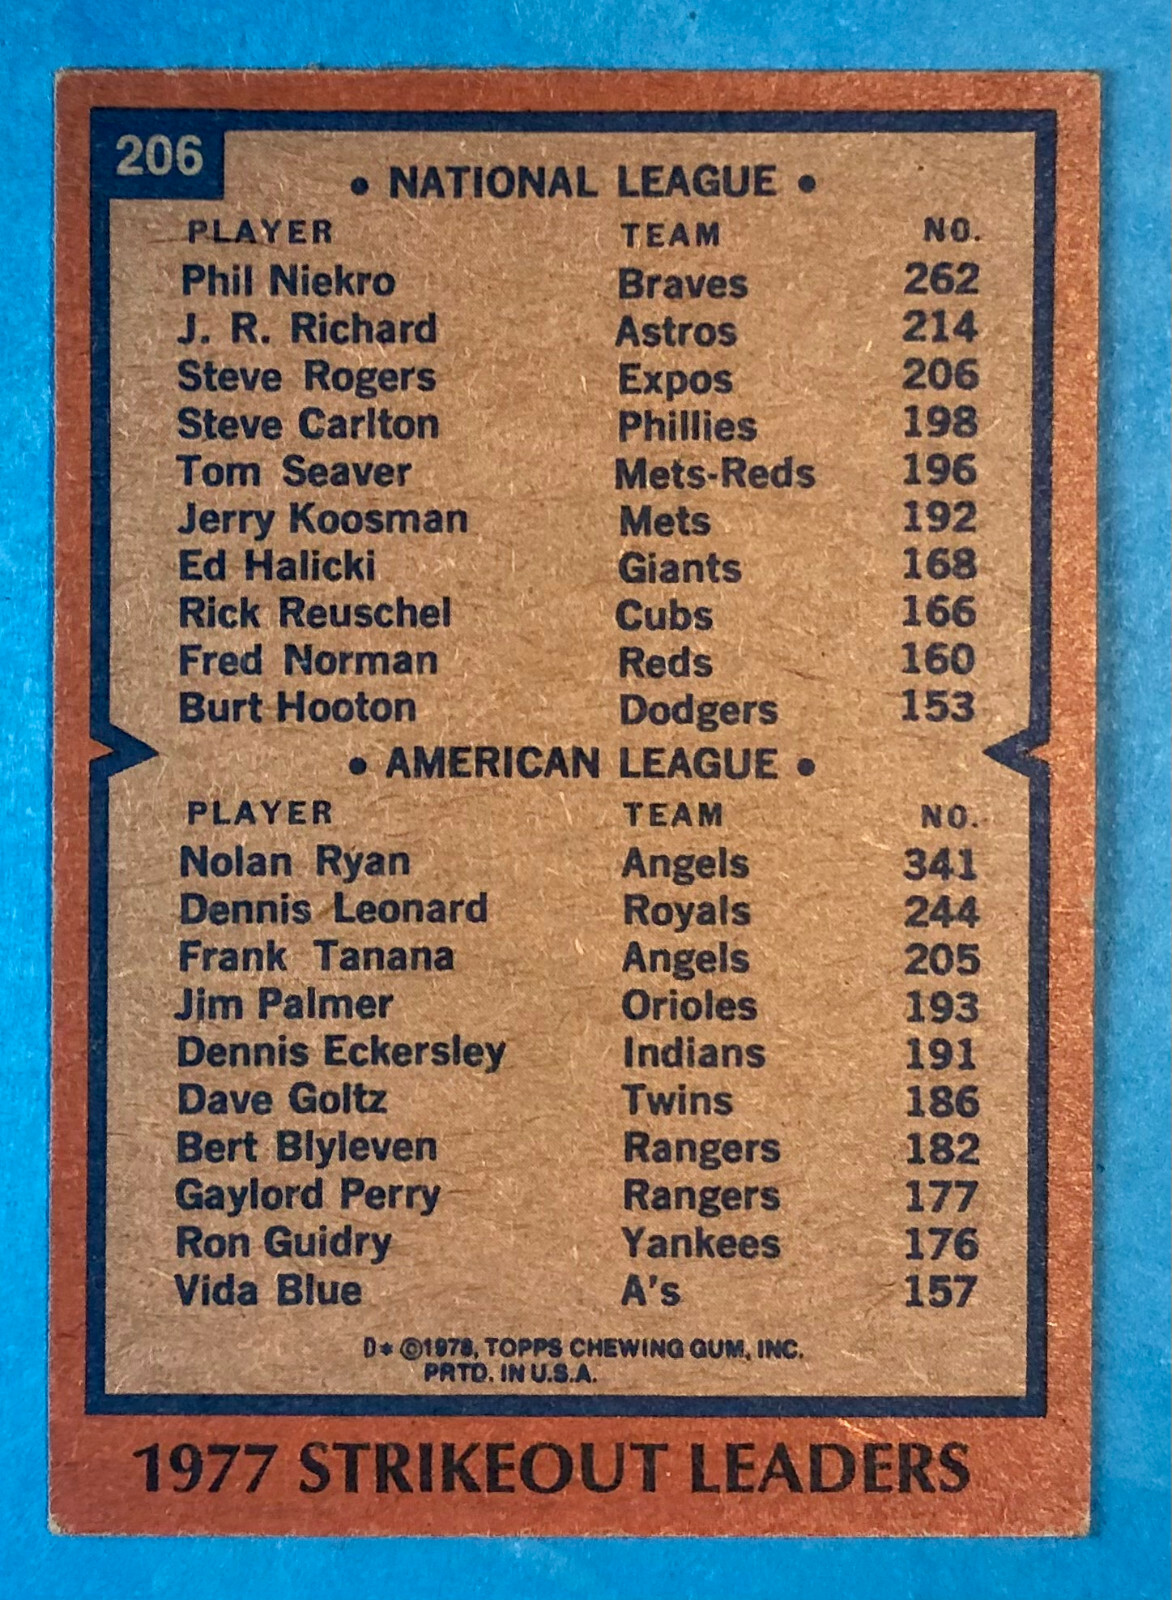 206
• NATIONAL LEAGUE •
PLAYER TEAM NO.
Phil Niekro Braves 262
J. R. Richard Astros 214
Steve Rogers Expos 206
Steve Carlton Phillies 198
Tom Seaver Mets-Reds 196
Jerry Koosman Mets 192
Ed Halicki Giants 168
Rick Reuschel Cubs 166
Fred Norman Reds 160
Burt Hooton Dodgers 153
• AMERICAN LEAGUE •
PLAYER TEAM NO.
Nolan Ryan Angels 341
Dennis Leonard Royals 244
Frank Tanana Angels 205
Jim Palmer Orioles 193
Dennis Eckersley Indians 191
Dave Goltz Twins 186
Bert Blyleven Rangers 182
Gaylord Perry Rangers 177
Ron Guidry Yankees 176
Vida Blue A's 157
D* ©1978, TOPPS CHEWING GUM, INC.
PRTD. IN U.S.A.
1977 STRIKEOUT LEADERS